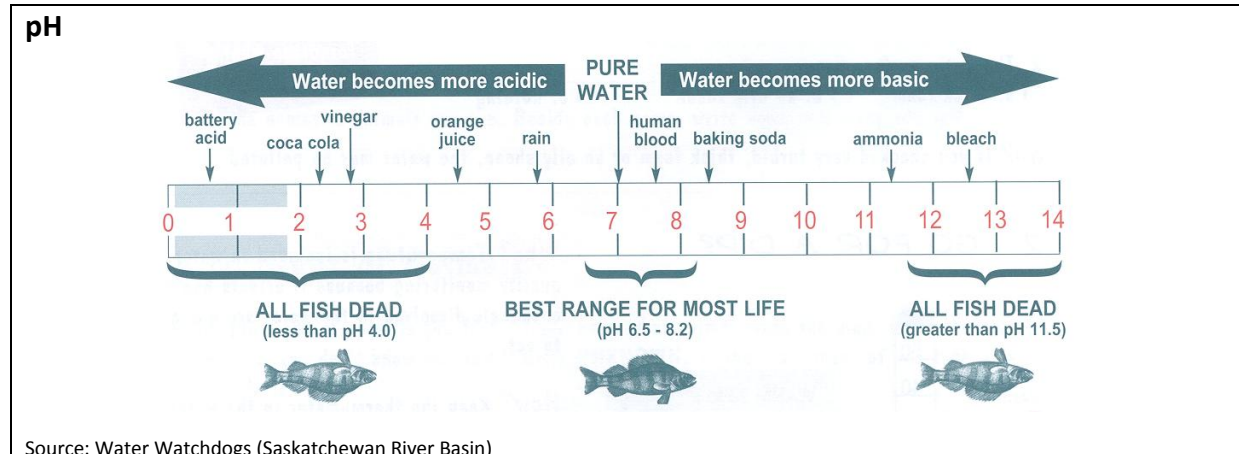 pH
Water becomes more acidic
PURE
WATER
Water becomes more basic
battery
acid
coca cola
vinegar
orange
juice
rain
human
blood
baking soda
ammonia
bleach
0 1 2 3 4 5 6 7 8 9 10 11 12 13 14
ALL FISH DEAD
(less than pH 4.0)
BEST RANGE FOR MOST LIFE
(pH 6.5 - 8.2)
ALL FISH DEAD
(greater than pH 11.5)
Source: Water Watchdogs (Saskatchewan River Basin)